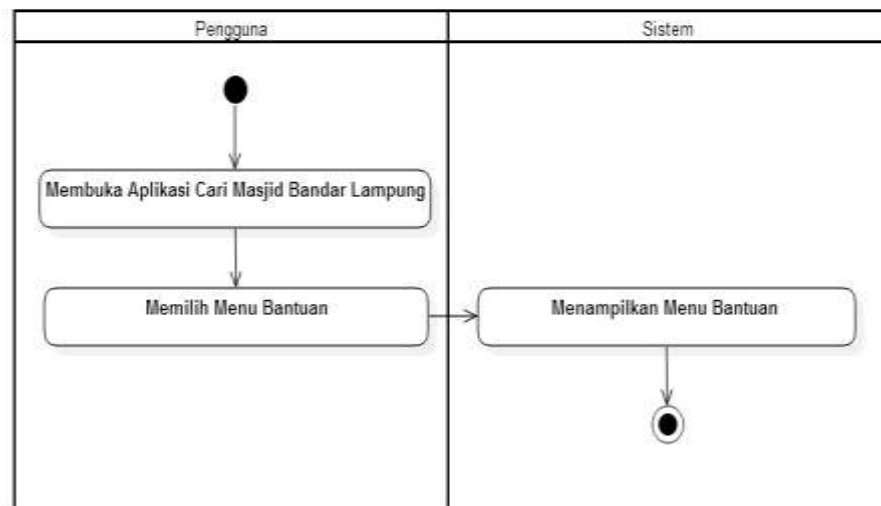 Pengguna
Sistem
Membuka Aplikasi Cari Masjid Bandar Lampung
Memilih Menu Bantuan
Menampilkan Menu Bantuan